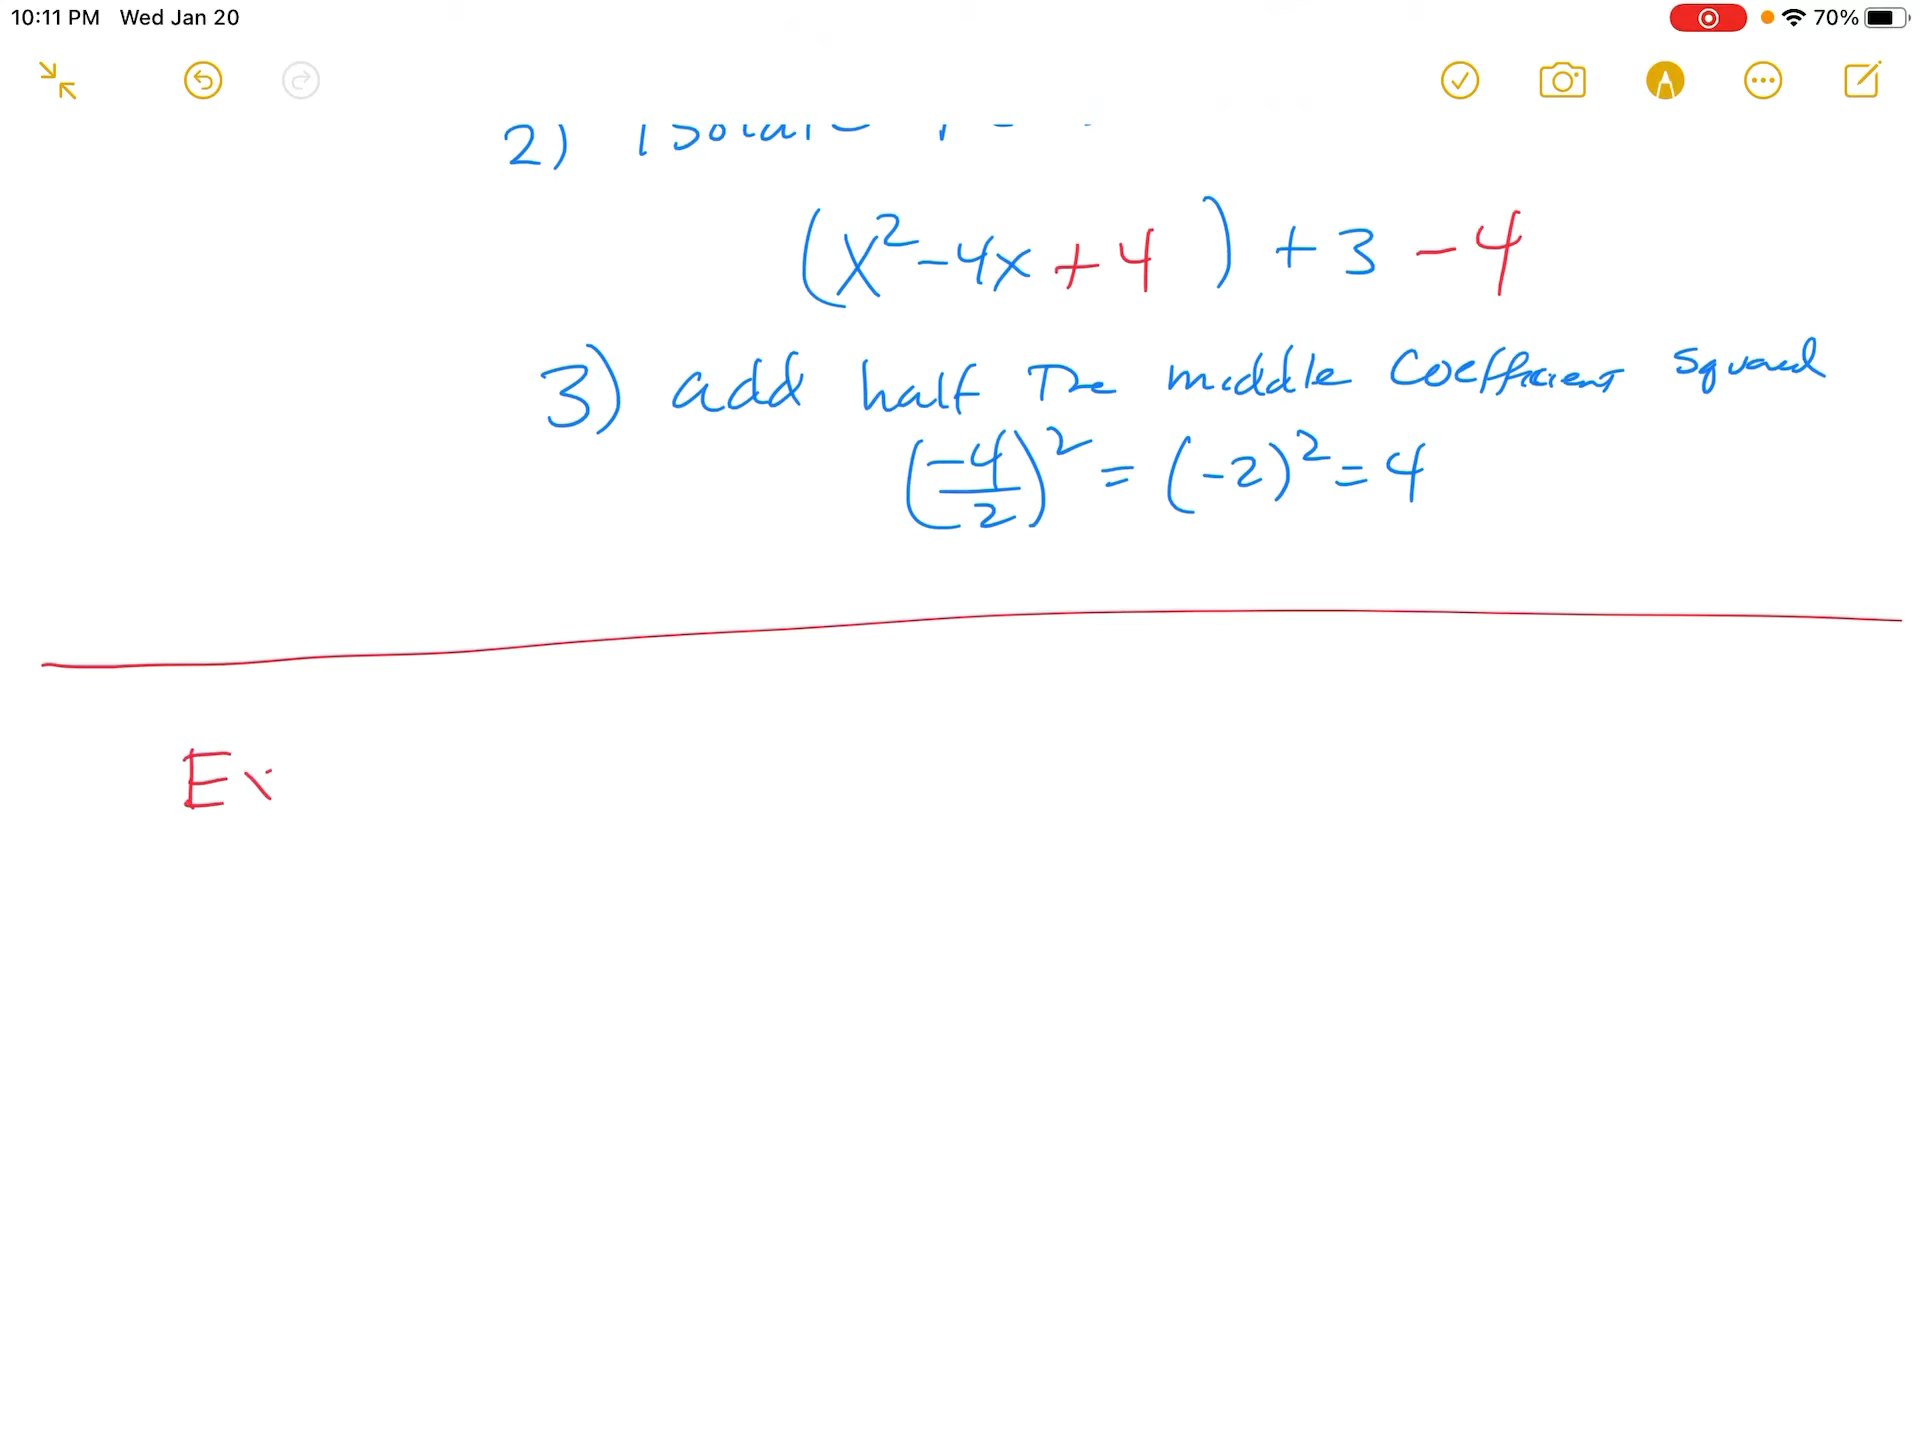 10:11 PM Wed Jan 20 70%
2)
(x²-4x+4) +3-4
3) add half The middle Coefficient squared
(-4/2)² = (-2)² = 4
Ex